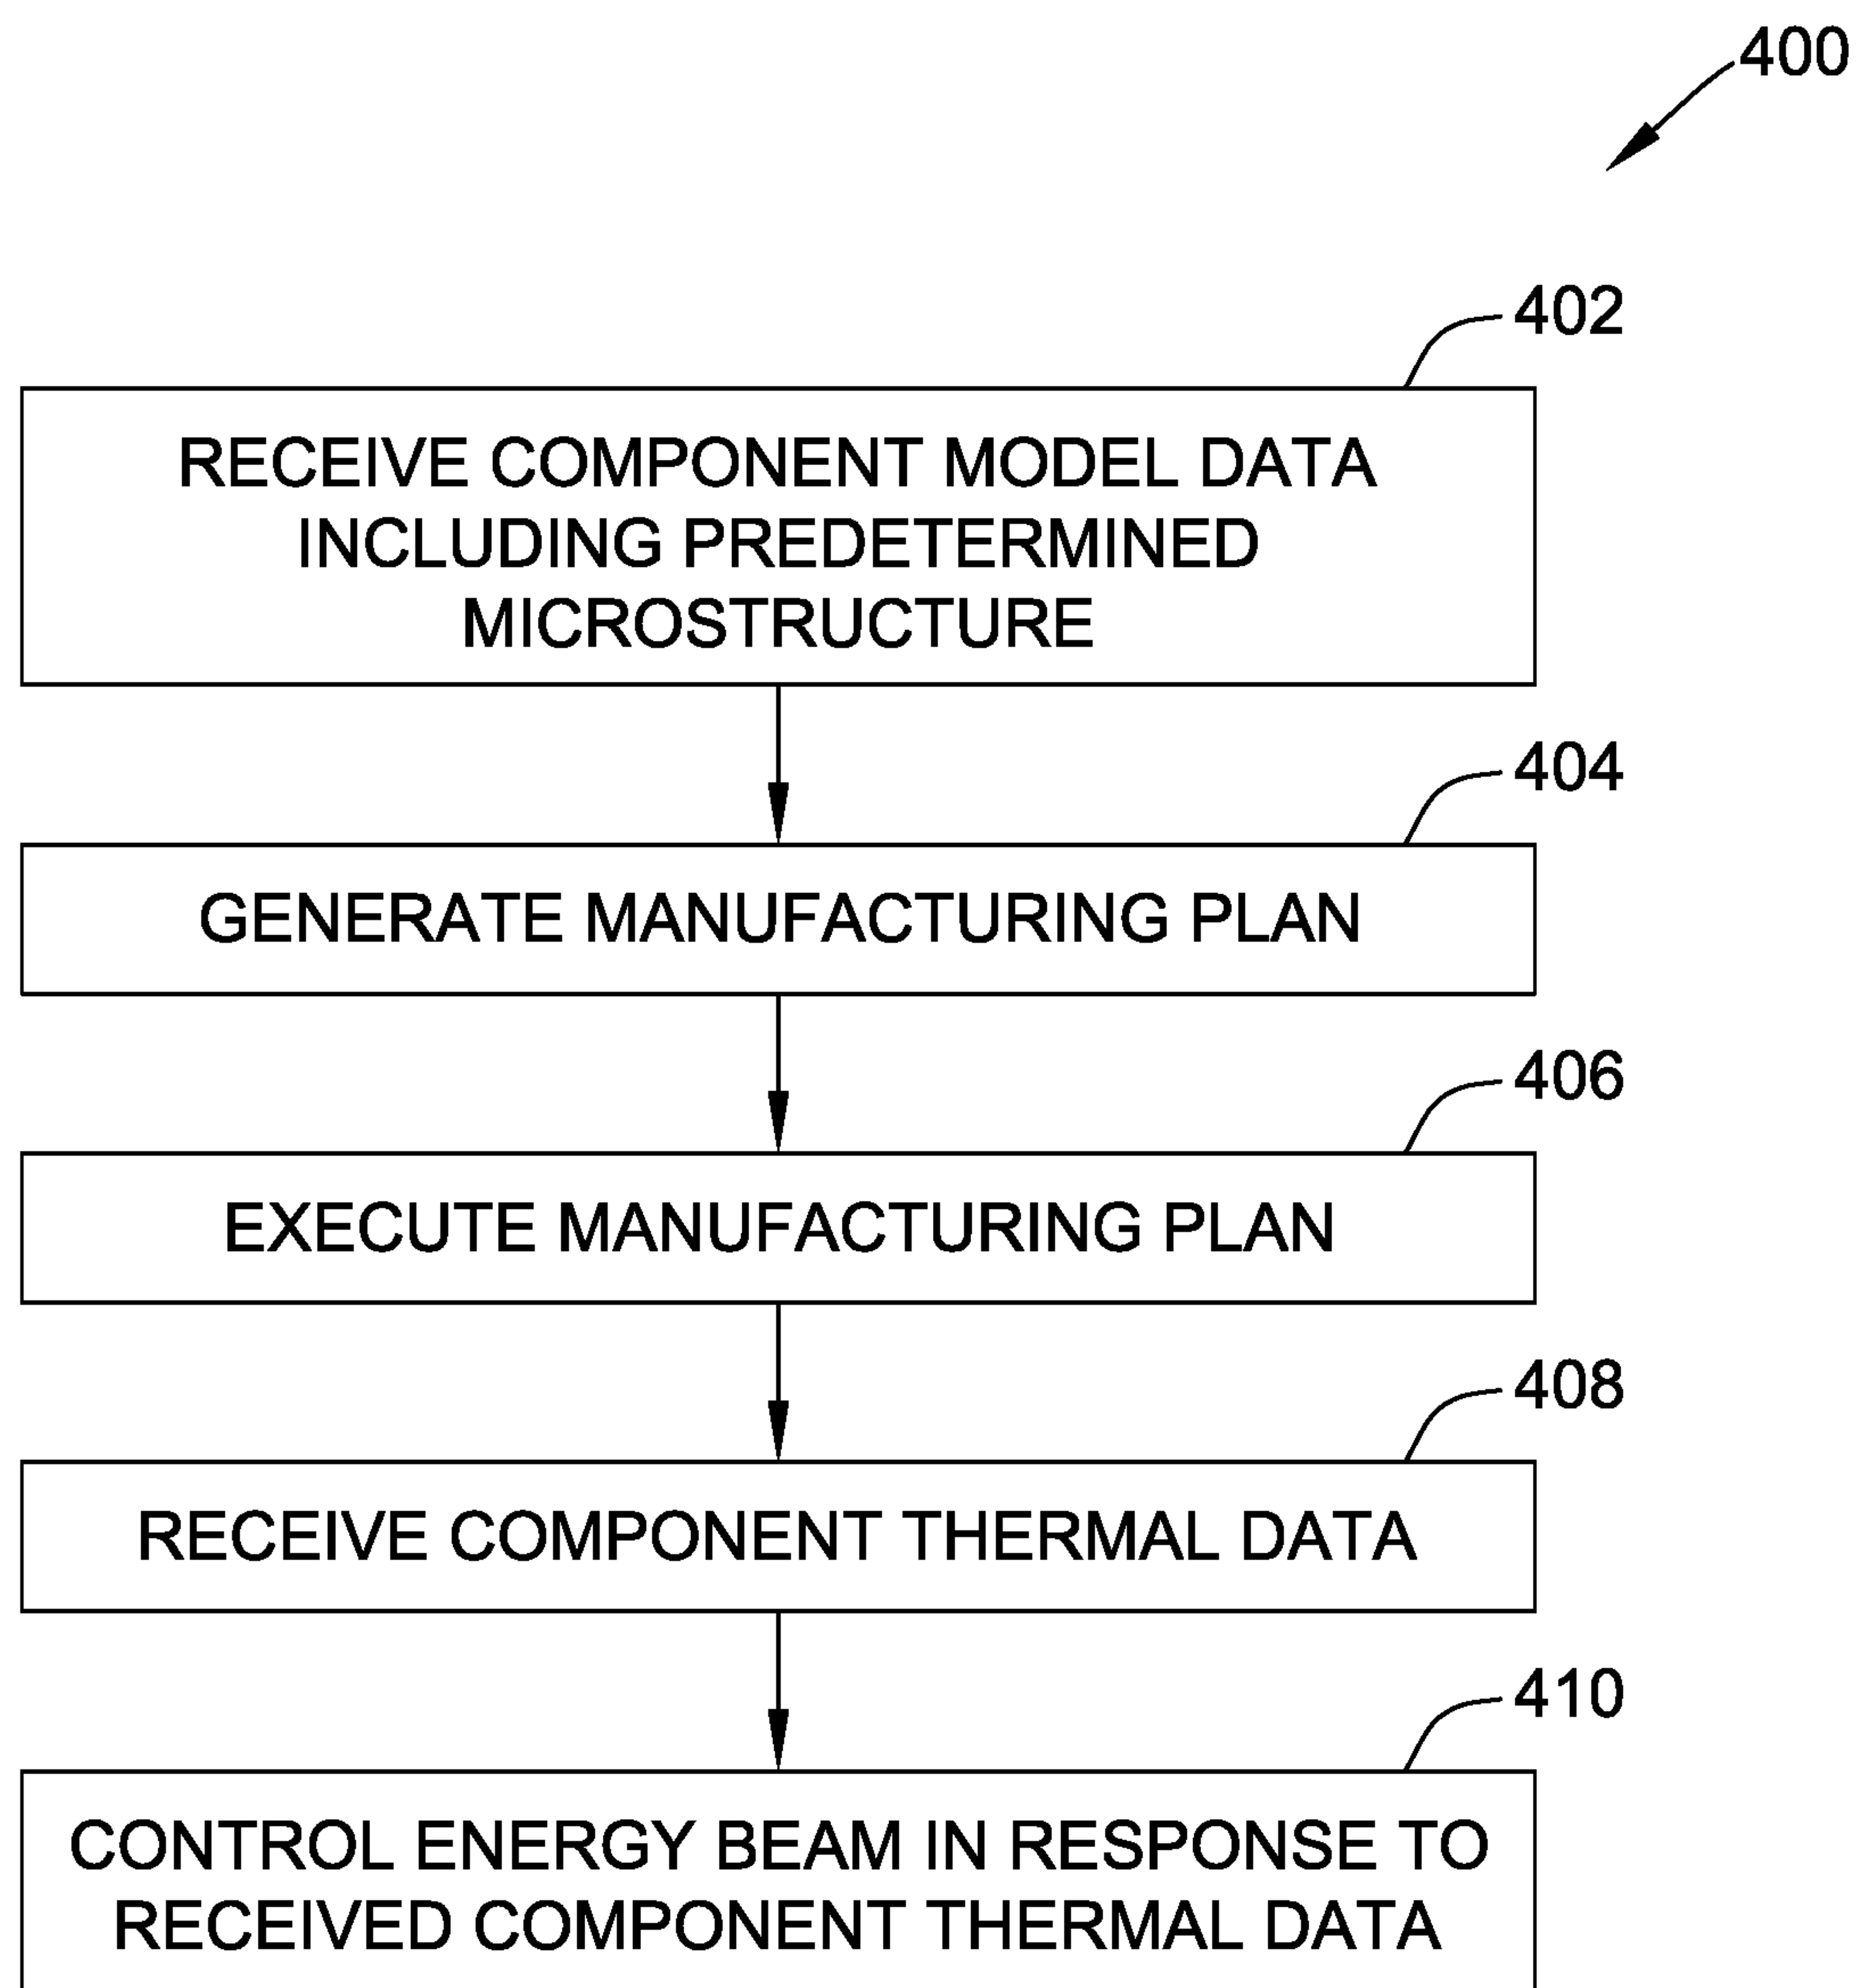 400
402
RECEIVE COMPONENT MODEL DATA
INCLUDING PREDETERMINED
MICROSTRUCTURE
404
GENERATE MANUFACTURING PLAN
406
EXECUTE MANUFACTURING PLAN
408
RECEIVE COMPONENT THERMAL DATA
410
CONTROL ENERGY BEAM IN RESPONSE TO
RECEIVED COMPONENT THERMAL DATA